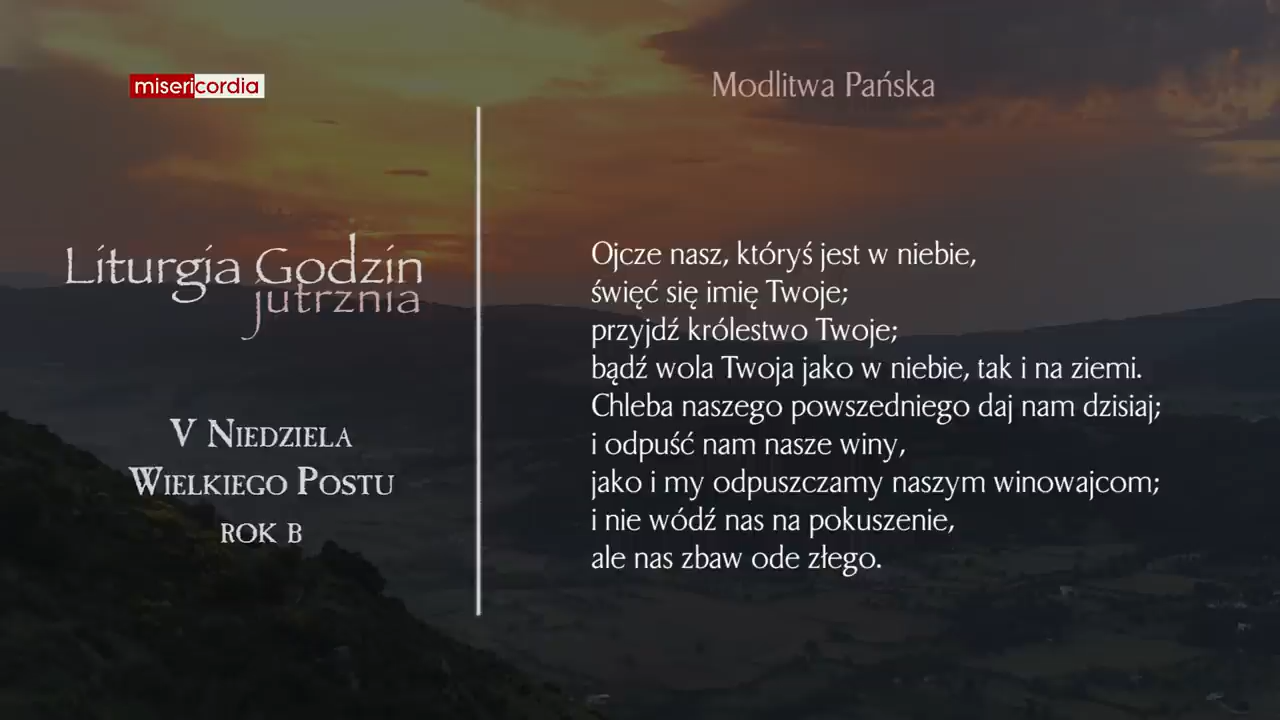 misericordia
Liturgia Godzin
jutrznia
V Niedziela
Wielkiego Postu
rok B
Modlitwa Pańska
Ojcze nasz, któryś jest w niebie,
święć się imię Twoje;
przyjdź królestwo Twoje;
bądź wola Twoja jako w niebie, tak i na ziemi.
Chleba naszego powszedniego daj nam dzisiaj;
i odpuść nam nasze winy,
jako i my odpuszczamy naszym winowajcom;
i nie wódź nas na pokuszenie,
ale nas zbaw ode złego.